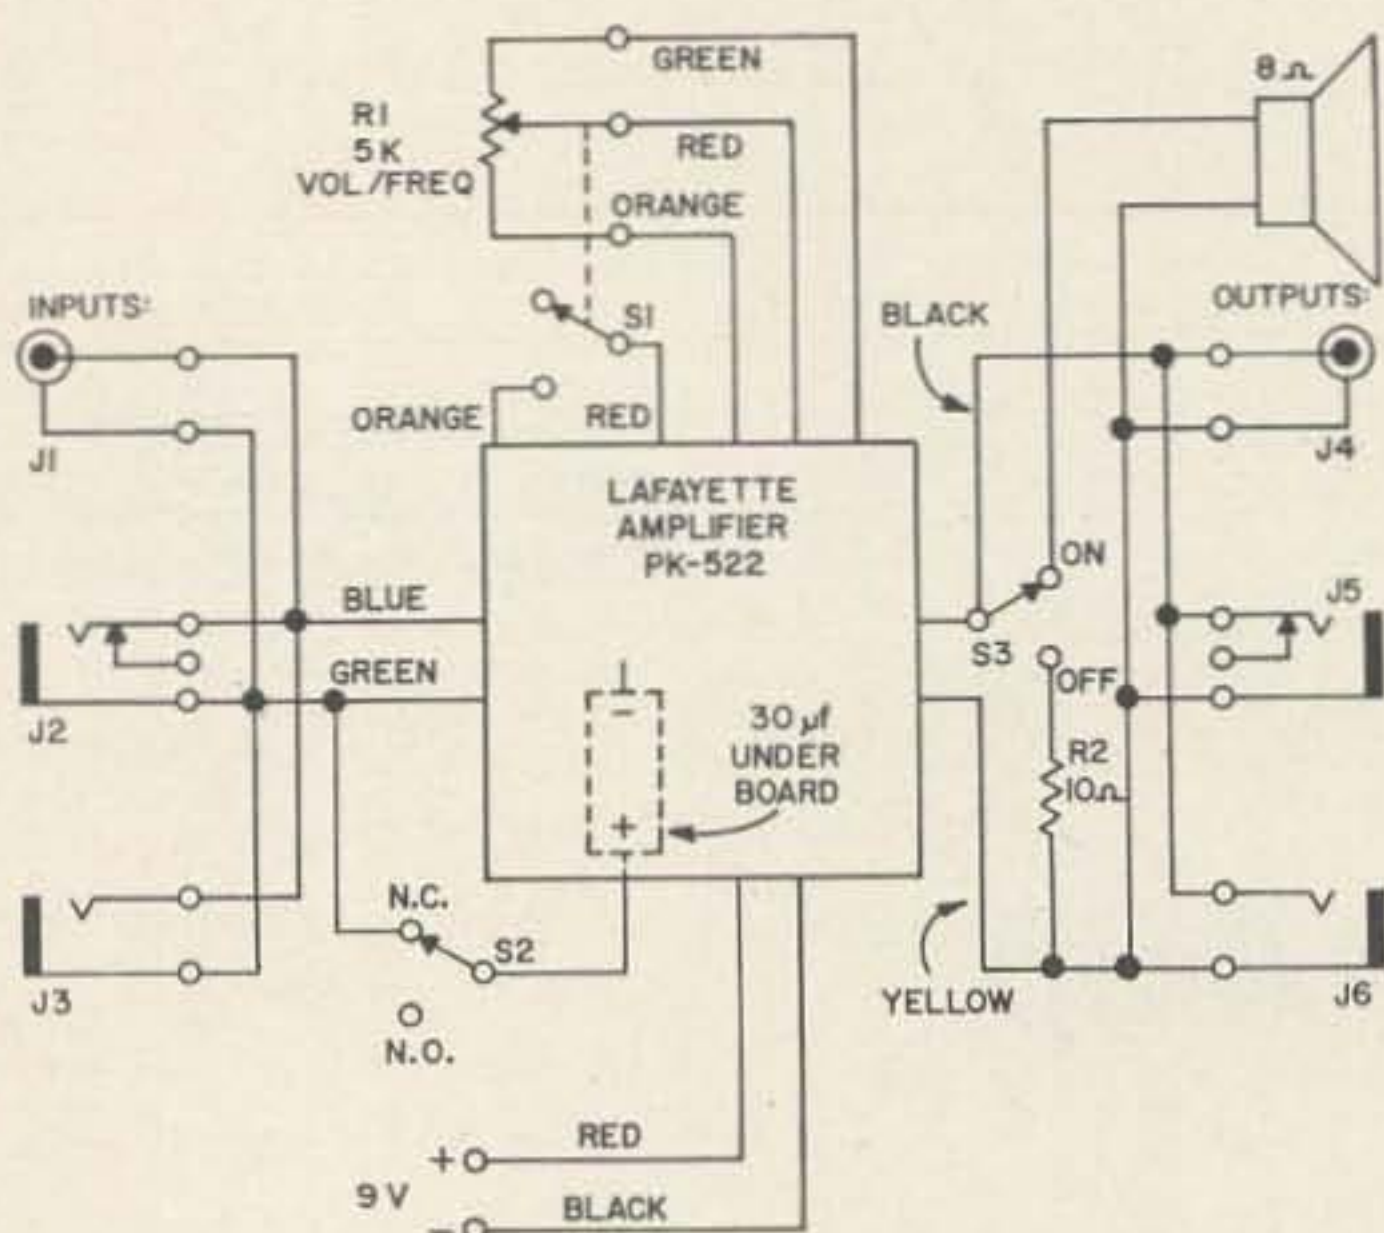 GREEN
8Ω
R1
5K
VOL./FREQ
RED
ORANGE
INPUTS:
S1
BLACK
OUTPUTS:
ORANGE
RED
J1
J4
LAFAYETTE
AMPLIFIER
PK-522
ON
BLUE
J5
S3
GREEN
OFF
J2
−
30 µf
UNDER
BOARD
R2
10Ω
+
N.C.
S2
J3
YELLOW
J6
N.O.
RED
+
9 V
BLACK
−